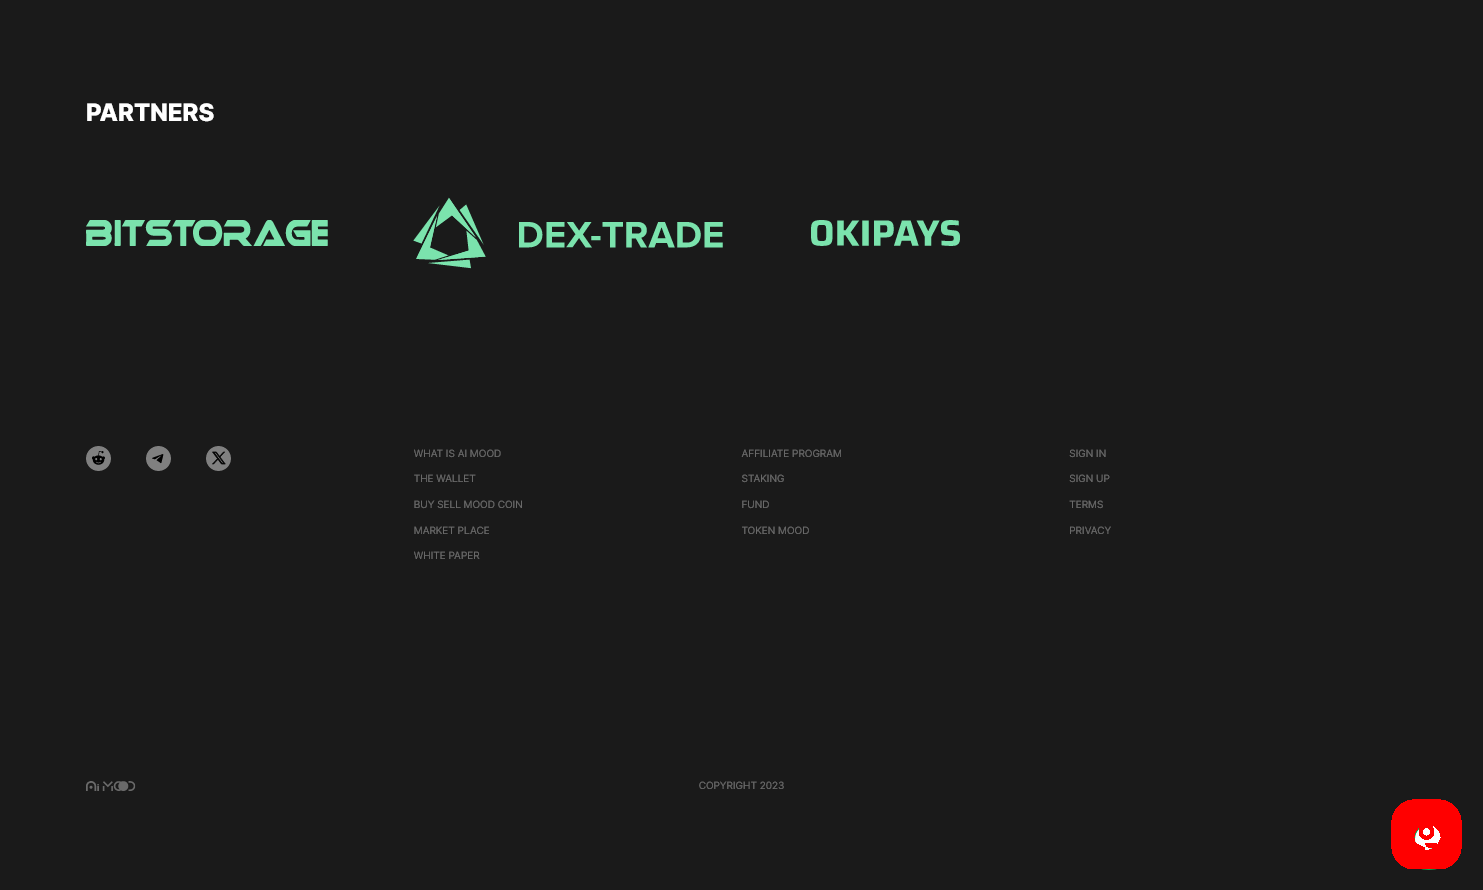 PARTNERS
BITSTORAGE
DEX-TRADE
OKIPAYS
WHAT IS AI MOOD
THE WALLET
BUY SELL MOOD COIN
MARKET PLACE
WHITE PAPER
AFFILIATE PROGRAM
STAKING
FUND
TOKEN MOOD
SIGN IN
SIGN UP
TERMS
PRIVACY
Ai MOOD
COPYRIGHT 2023